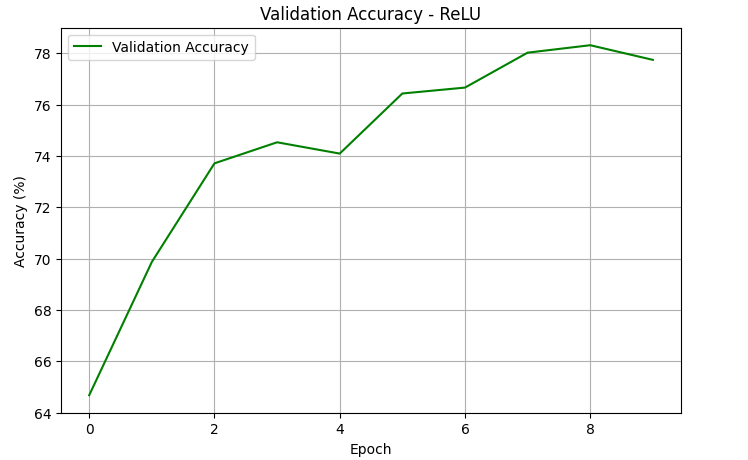 Validation Accuracy - ReLU
Validation Accuracy
78
76
74
72
70
68
66
64
Accuracy (%)
0 2 4 6 8
Epoch